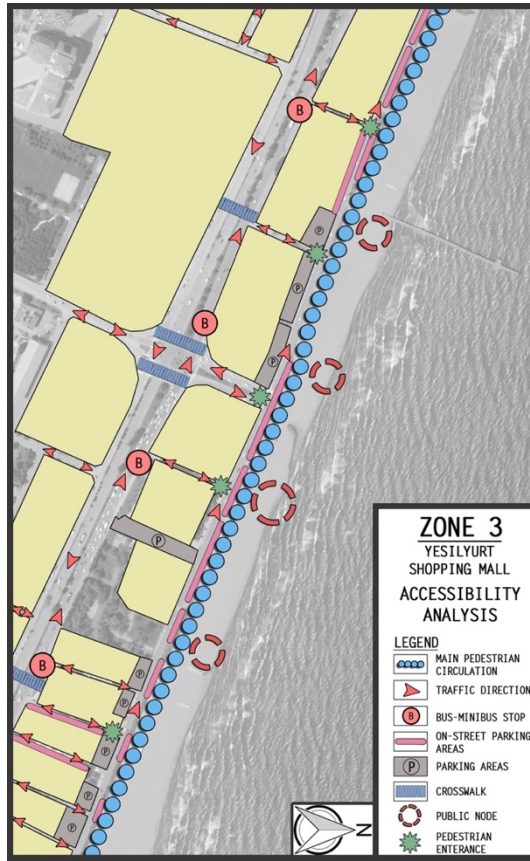 B
P
P
B
P
B
P
B
P
P
P
P
P
ZONE 3
YESILYURT
SHOPPING MALL
ACCESSIBILITY
ANALYSIS
LEGEND
MAIN PEDESTRIAN
CIRCULATION
TRAFFIC DIRECTION
B BUS-MINIBUS STOP
ON-STREET PARKING
AREAS
P PARKING AREAS
CROSSWALK
PUBLIC NODE
PEDESTRIAN
ENTERANCE
N